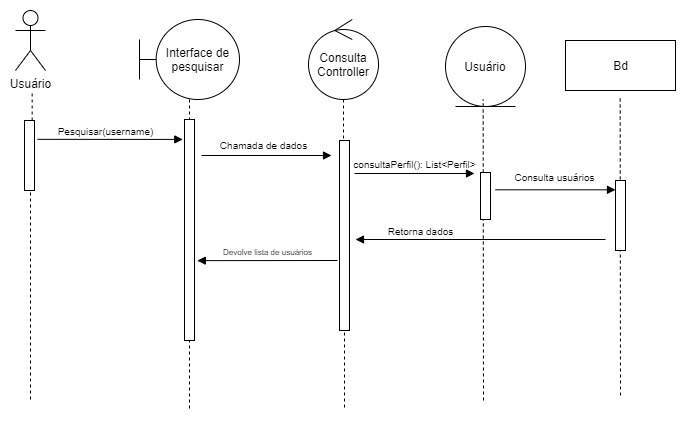 Interface de
pesquisar
Consulta
Controller
Usuário
Bd
Usuário
Pesquisar(username)
Chamada de dados
consultaPerfil(): List<Perfil>
Consulta usuários
Retorna dados
Devolve lista de usuários